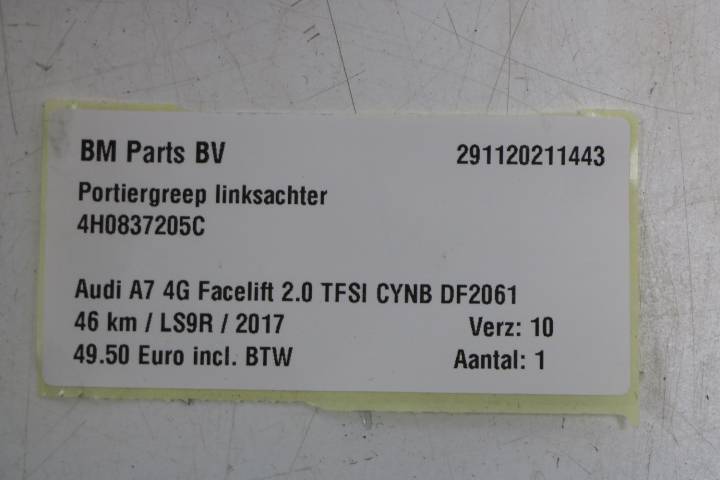 BM Parts BV 291120211443
Portiergreep linksachter
4H0837205C
Audi A7 4G Facelift 2.0 TFSI CYNB DF2061
46 km / LS9R / 2017 Verz: 10
49.50 Euro incl. BTW Aantal: 1